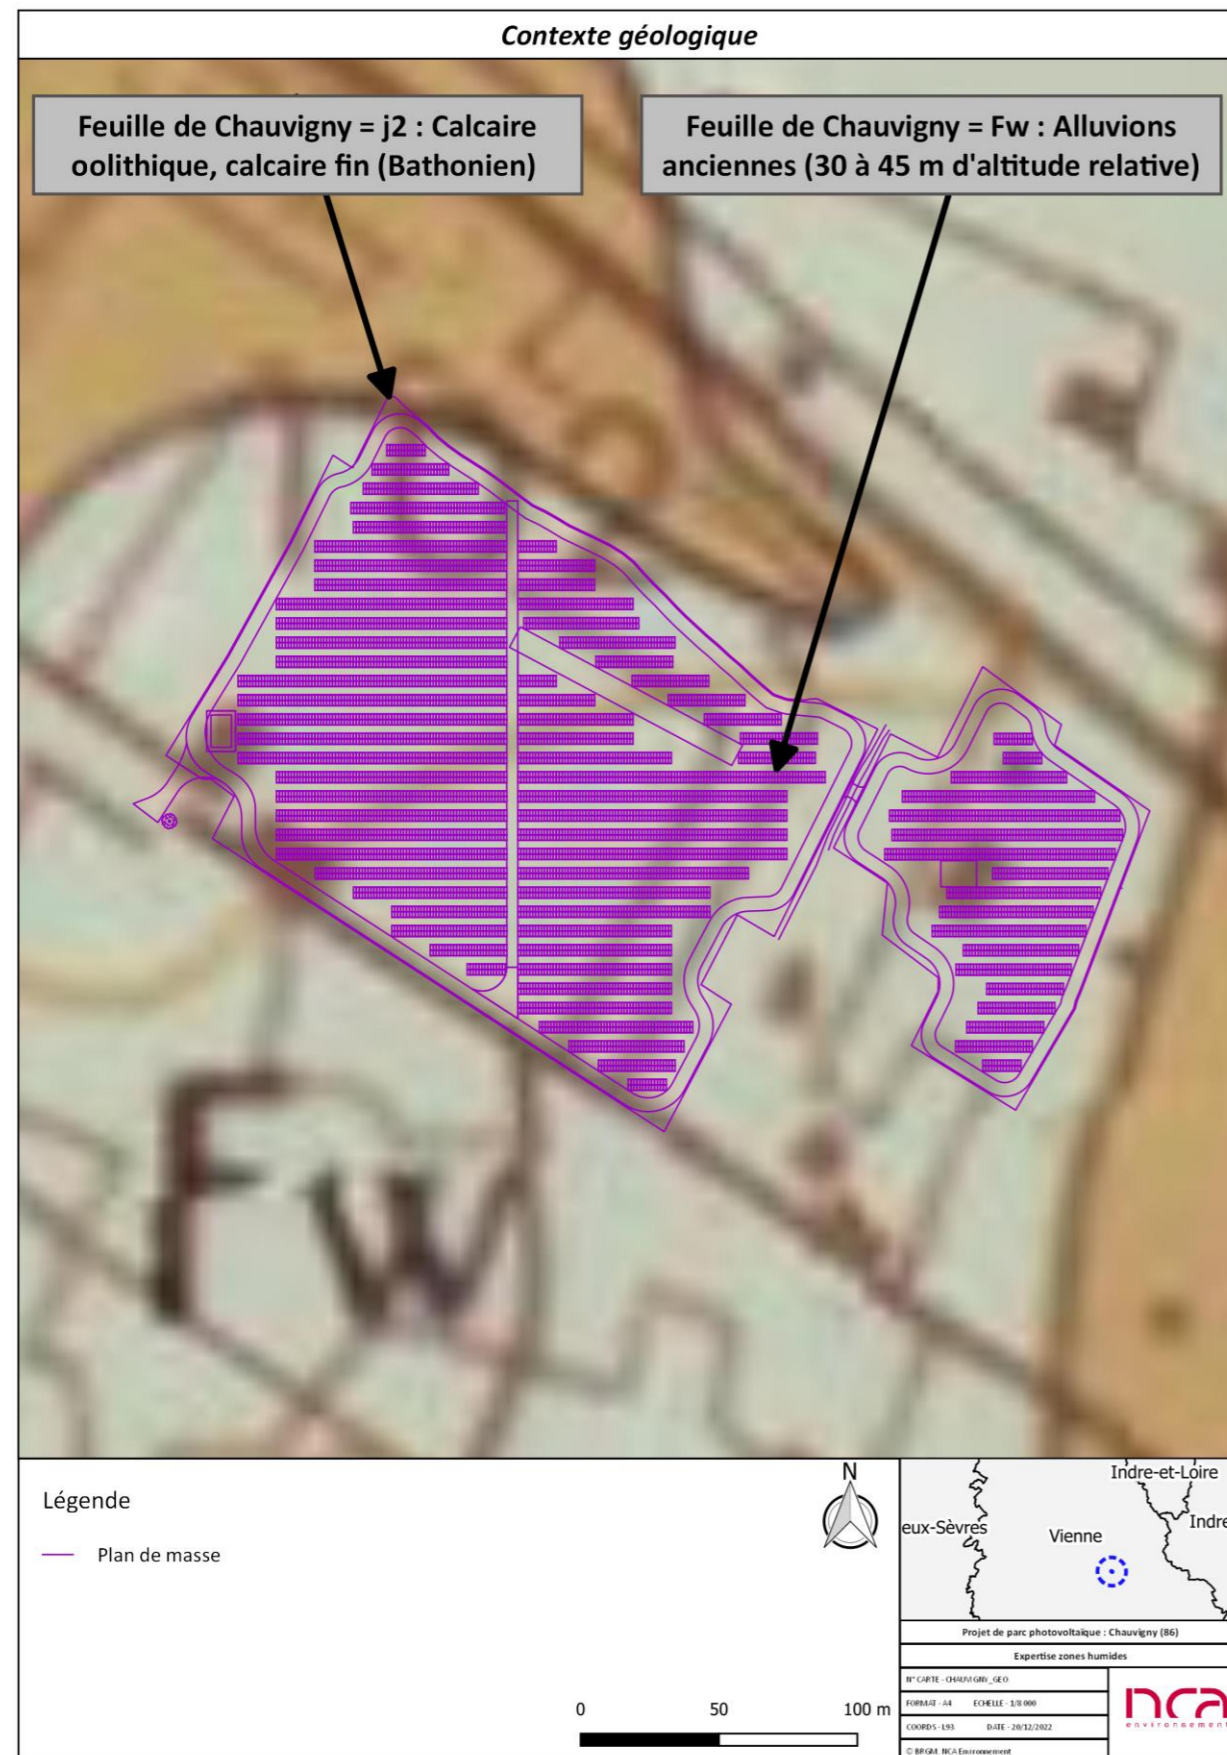 Contexte géologique
Feuille de Chauvigny = j2 : Calcaire
oolithique, calcaire fin (Bathonien)
Feuille de Chauvigny = Fw : Alluvions
anciennes (30 à 45 m d'altitude relative)
Fw
Légende
Plan de masse
N
0 50 100 m
Indre-et-Loire
eux-Sèvres
Vienne
Indre
Projet de parc photovoltaïque : Chauvigny (86)
Expertise zones humides
N° CARTE - CHAUVIGNY_GEO
FORMAT - A4 ECHELLE - 1/8 000
COORDS - L93 DATE - 20/12/2022
© BRGM, NCA Environnement
nca
environnement